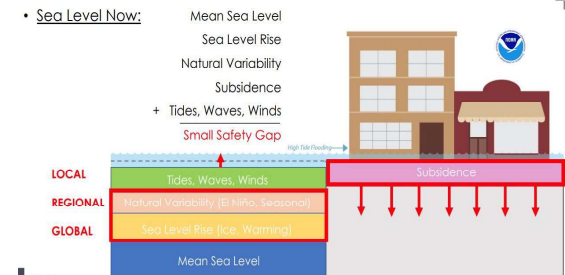 • Sea Level Now:
Mean Sea Level
Sea Level Rise
Natural Variability
Subsidence
+ Tides, Waves, Winds
Small Safety Gap
High Tide Flooding
LOCAL
Tides, Waves, Winds
Subsidence
REGIONAL
Natural Variability (El Niño, Seasonal)
GLOBAL
Sea Level Rise (Ice, Warming)
Mean Sea Level